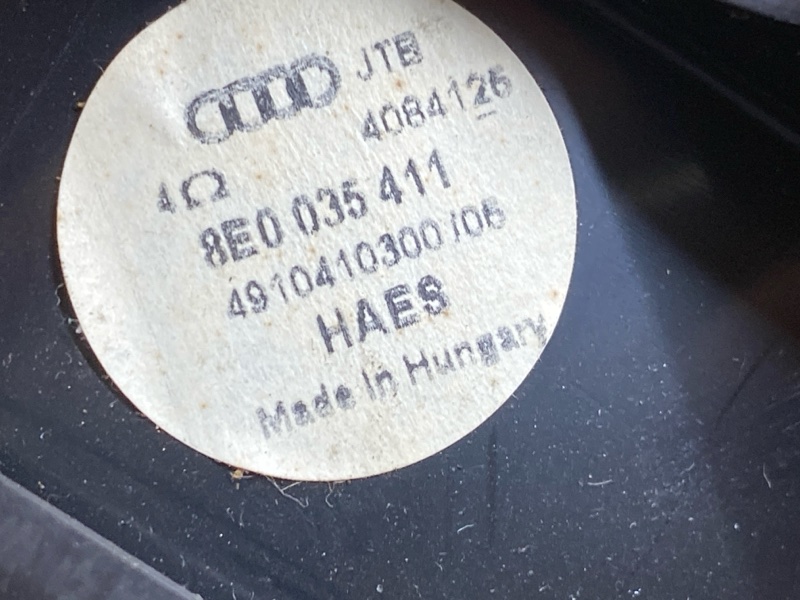 JTB
4084126
4Ω
8E0 035 411
4910410300/06
HAES
Made In Hungary